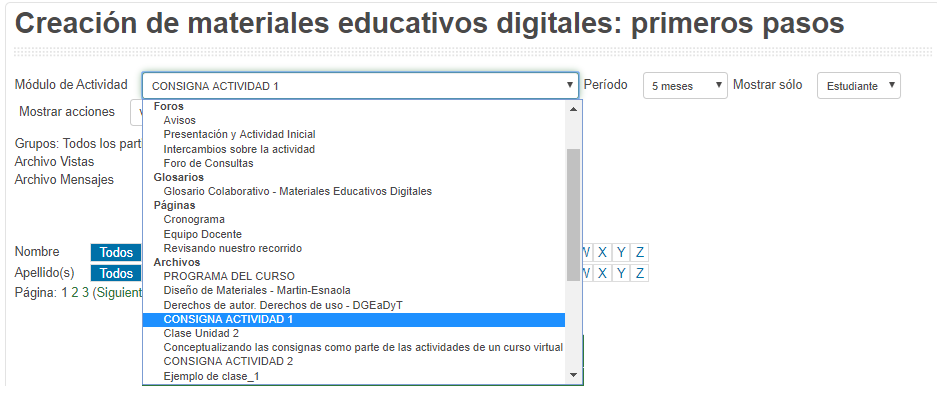 Creación de materiales educativos digitales: primeros pasos
Módulo de Actividad CONSIGNA ACTIVIDAD 1 Período 5 meses Mostrar sólo Estudiante
Mostrar acciones
Foros
Avisos
Presentación y Actividad Inicial
Grupos: Todos los part
Intercambios sobre la actividad
Archivo Vistas
Foro de Consultas
Archivo Mensajes
Glosarios
Glosario Colaborativo - Materiales Educativos Digitales
Páginas
Cronograma
Equipo Docente
Revisando nuestro recorrido
Nombre Todos W X Y Z
Archivos
Apellido(s) Todos W X Y Z
PROGRAMA DEL CURSO
Página: 1 2 3 (Siguient
Diseño de Materiales - Martin-Esnaola
Derechos de autor. Derechos de uso - DGEaDyT
CONSIGNA ACTIVIDAD 1
Clase Unidad 2
Conceptualizando las consignas como parte de las actividades de un curso virtual
CONSIGNA ACTIVIDAD 2
Ejemplo de clase_1